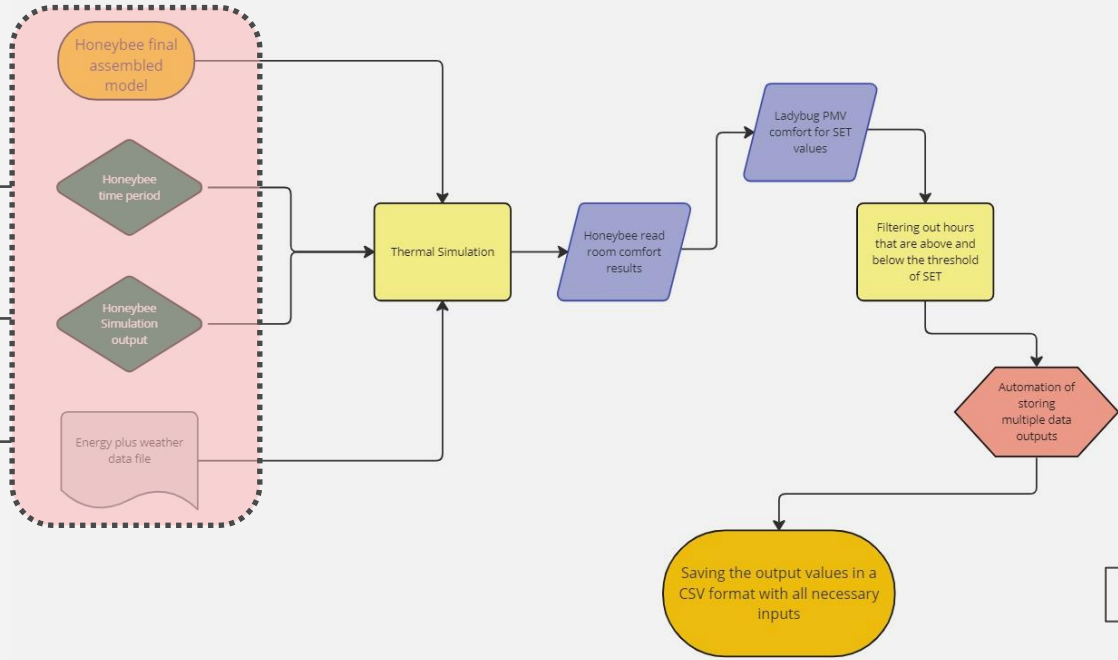 Honeybee final
assembled
model
Honeybee
time period
Honeybee
Simulation
output
Energy plus weather
data file
Thermal Simulation
Honeybee read
room comfort
results
Ladybug PMV
comfort for SET
values
Filtering out hours
that are above and
below the threshold
of SET
Automation of
storing
multiple data
outputs
Saving the output values in a
CSV format with all necessary
inputs